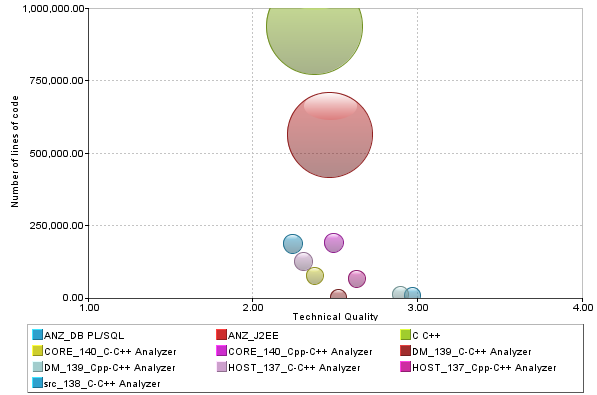 1,000,000.00
750,000.00
500,000.00
250,000.00
0.00
Number of lines of code
1.00 2.00 3.00 4.00
Technical Quality
ANZ_DB PL/SQL ANZ_J2EE C C++
CORE_140_C-C++ Analyzer CORE_140_Cpp-C++ Analyzer DM_139_C-C++ Analyzer
DM_139_Cpp-C++ Analyzer HOST_137_C-C++ Analyzer HOST_137_Cpp-C++ Analyzer
src_138_C-C++ Analyzer